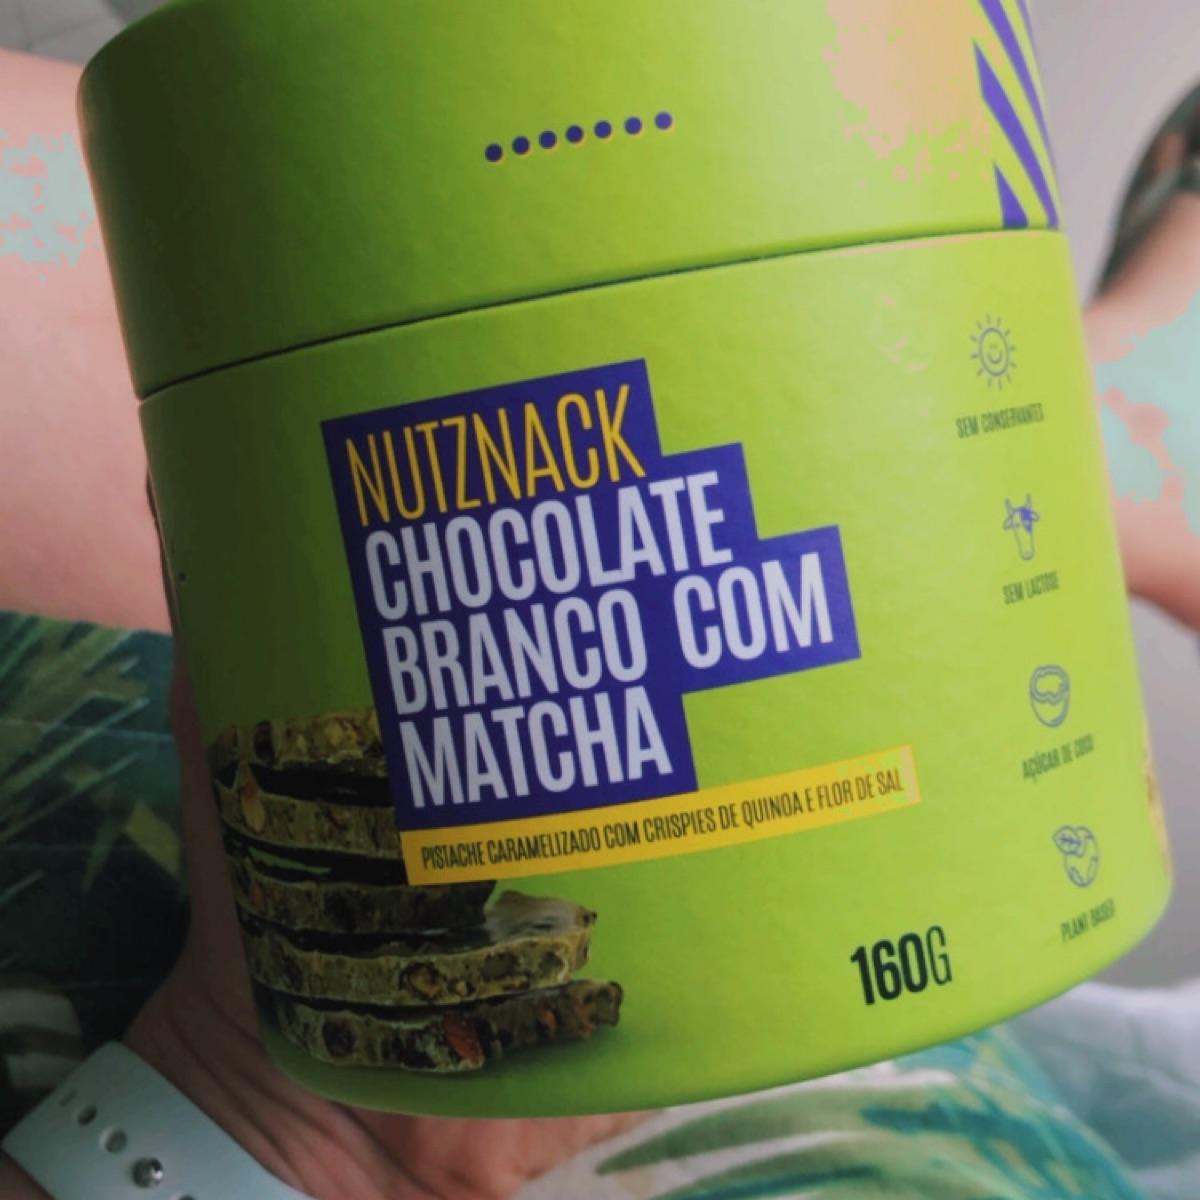 NUTZNACK
CHOCOLATE
BRANCO COM
MATCHA
PISTACHE CARAMELIZADO COM CRISPIES DE QUINOA E FLOR DE SAL
160G
SEM CONSERVANTES
SEM LACTOSE
AÇÚCAR DE COCO
PLANT BASED